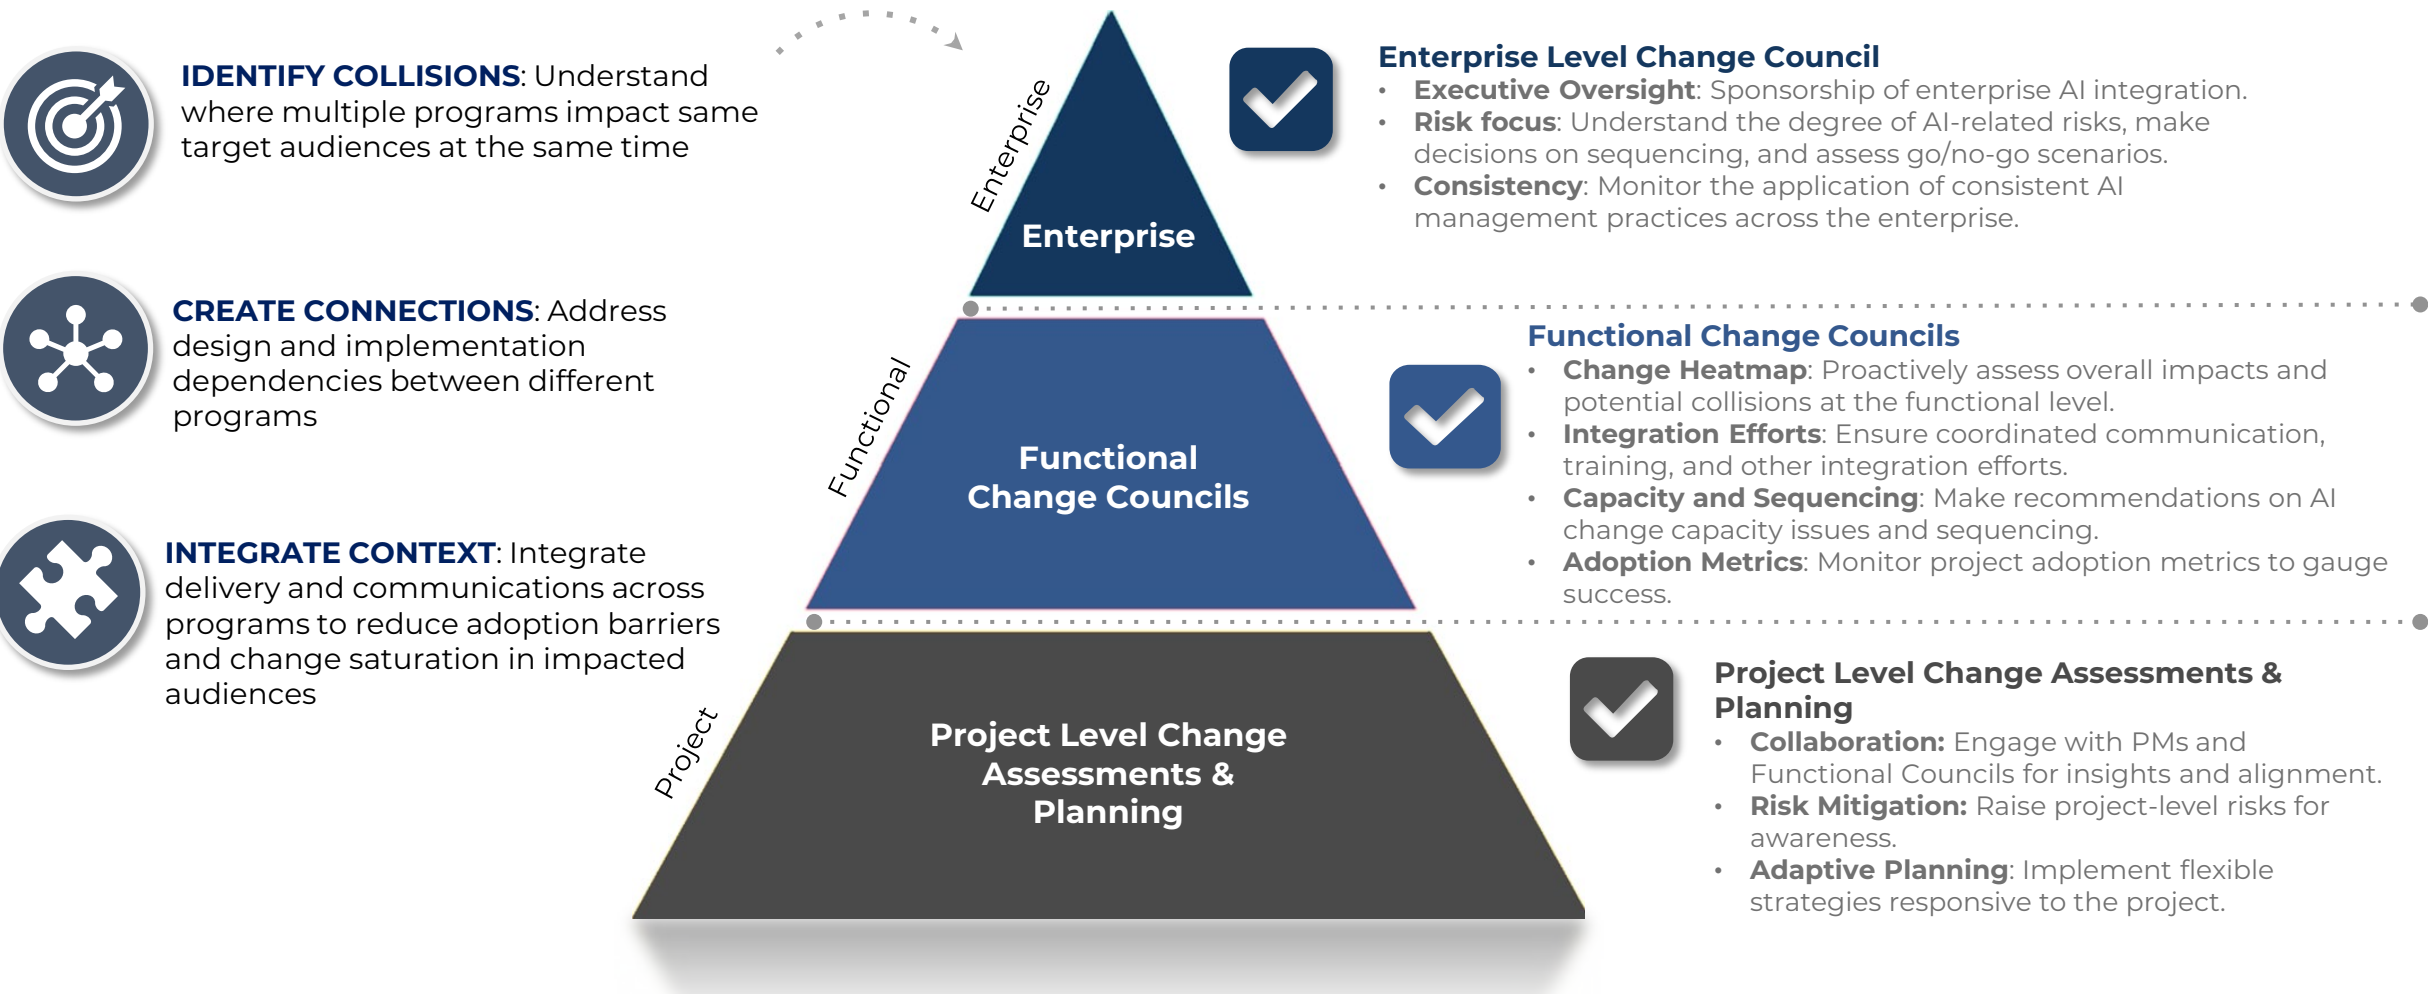 IDENTIFY COLLISIONS: Understand
where multiple programs impact same
target audiences at the same time
CREATE CONNECTIONS: Address
design and implementation
dependencies between different
programs
INTEGRATE CONTEXT: Integrate
delivery and communications across
programs to reduce adoption barriers
and change saturation in impacted
audiences
Enterprise
Enterprise
Functional
Functional
Change Councils
Project
Project Level Change
Assessments &
Planning
Enterprise Level Change Council
• Executive Oversight: Sponsorship of enterprise AI integration.
• Risk focus: Understand the degree of AI-related risks, make
decisions on sequencing, and assess go/no-go scenarios.
• Consistency: Monitor the application of consistent AI
management practices across the enterprise.
Functional Change Councils
• Change Heatmap: Proactively assess overall impacts and
potential collisions at the functional level.
• Integration Efforts: Ensure coordinated communication,
training, and other integration efforts.
• Capacity and Sequencing: Make recommendations on AI
change capacity issues and sequencing.
• Adoption Metrics: Monitor project adoption metrics to gauge
success.
Project Level Change Assessments &
Planning
• Collaboration: Engage with PMs and
Functional Councils for insights and alignment.
• Risk Mitigation: Raise project-level risks for
awareness.
• Adaptive Planning: Implement flexible
strategies responsive to the project.